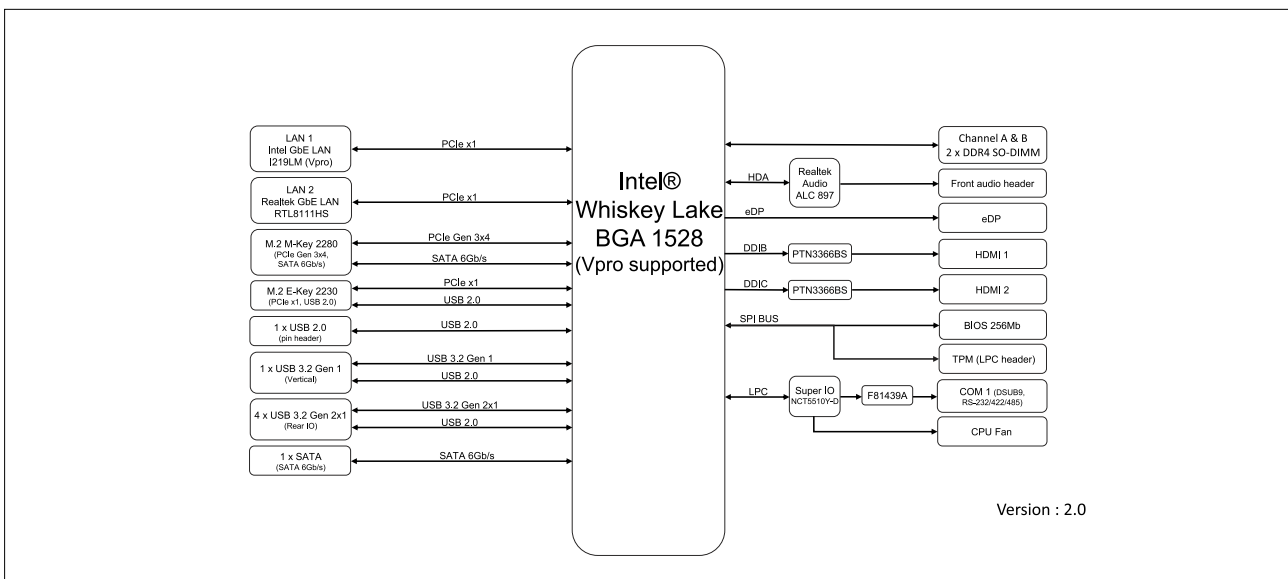 LAN 1
Intel GbE LAN
I219LM (Vpro)
PCIe x1
LAN 2
Realtek GbE LAN
RTL8111HS
PCIe x1
M.2 M-Key 2280
(PCIe Gen 3x4,
SATA 6Gb/s)
PCIe Gen 3x4
SATA 6Gb/s
M.2 E-Key 2230
(PCIe x1, USB 2.0)
PCIe x1
USB 2.0
1 x USB 2.0
(pin header)
USB 2.0
1 x USB 3.2 Gen 1
(Vertical)
USB 3.2 Gen 1
USB 2.0
4 x USB 3.2 Gen 2x1
(Rear IO)
USB 3.2 Gen 2x1
USB 2.0
1 x SATA
(SATA 6Gb/s)
SATA 6Gb/s
Intel®
Whiskey Lake
BGA 1528
(Vpro supported)
Channel A & B
2 x DDR4 SO-DIMM
HDA
Realtek
Audio
ALC 897
Front audio header
eDP
eDP
DDIB
PTN3366BS
HDMI 1
DDIC
PTN3366BS
HDMI 2
SPI BUS
BIOS 256Mb
TPM (LPC header)
LPC
Super IO
NCT5510Y-D
F81439A
COM 1 (DSUB9,
RS-232/422/485)
CPU Fan
Version : 2.0